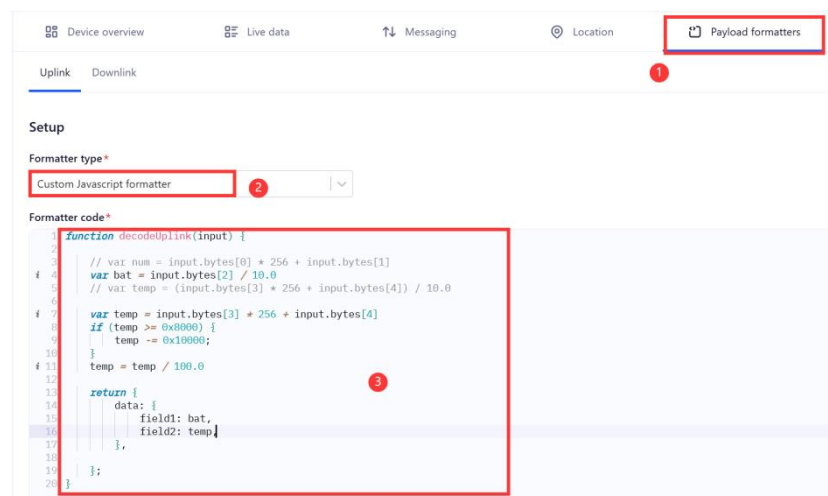 Device overview Live data Messaging Location Payload formatters
1
Uplink Downlink
Setup
Formatter type*
Custom Javascript formatter
2
Formatter code*
1 function decodeUplink(input) {
2
3 // var num = input.bytes[0] * 256 + input.bytes[1]
i 4 var bat = input.bytes[2] / 10.0
5 // var temp = (input.bytes[3] * 256 + input.bytes[4]) / 10.0
6
i 7 var temp = input.bytes[3] * 256 + input.bytes[4]
8 if (temp >= 0x8000) {
9 temp -= 0x10000;
10 }
i 11 temp = temp / 100.0
12
3
13 return {
14 data: {
15 field1: bat,
16 field2: temp,
17 },
18
19 };
20 }